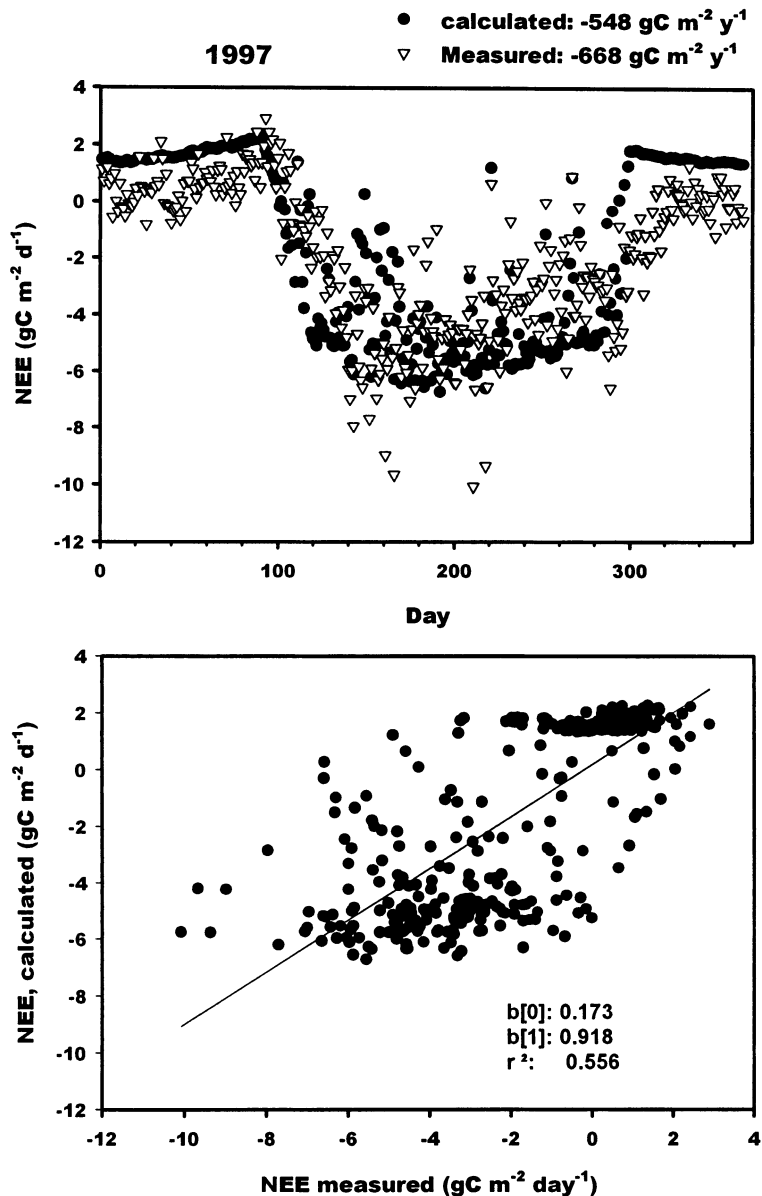 calculated: -548 gC m-2 y-1
1997
Measured: -668 gC m-2 y-1
4
2
0
-2
-4
-6
-8
-10
-12
NEE (gC m-2 d-1)
0 100 200 300
Day
4
2
0
-2
-4
-6
-8
-10
-12
NEE, calculated (gC m-2 d-1)
b[0]: 0.173
b[1]: 0.918
r ²: 0.556
-12 -10 -8 -6 -4 -2 0 2 4
NEE measured (gC m-2 day-1)